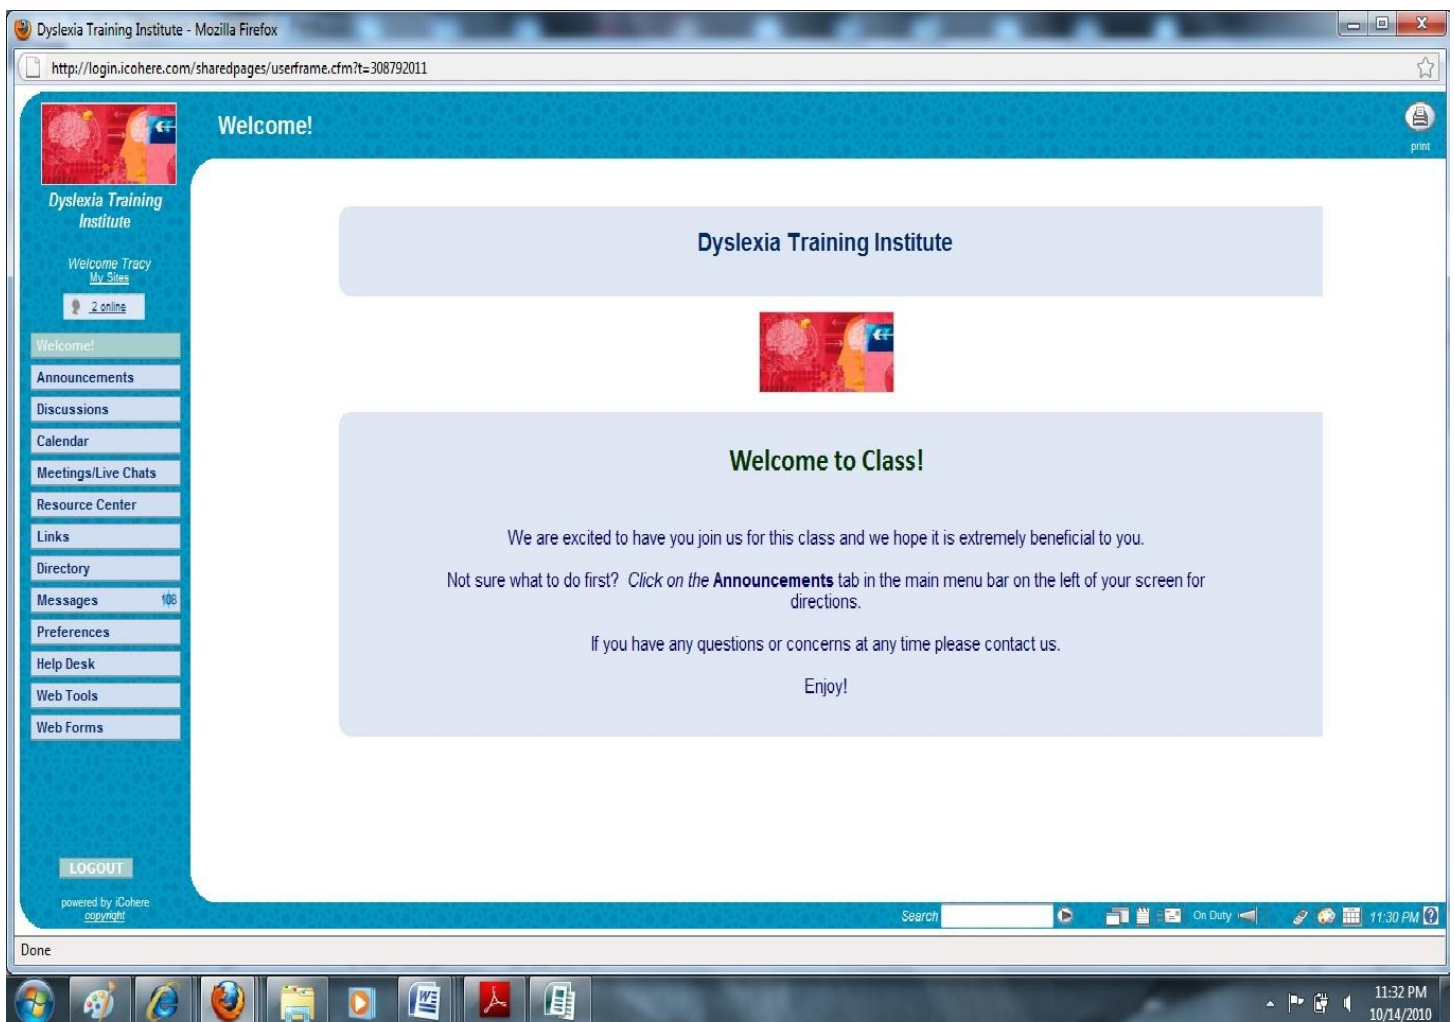 Dyslexia Training Institute - Mozilla Firefox
http://login.icohere.com/sharedpages/userframe.cfm?t=308792011
Welcome!
print
Dyslexia Training
Institute
Welcome Tracy
My Sites
2 online
Welcome!
Announcements
Discussions
Calendar
Meetings/Live Chats
Resource Center
Links
Directory
Messages 108
Preferences
Help Desk
Web Tools
Web Forms
LOGOUT
powered by iCohere
copyright
Dyslexia Training Institute
Welcome to Class!
We are excited to have you join us for this class and we hope it is extremely beneficial to you.
Not sure what to do first? Click on the Announcements tab in the main menu bar on the left of your screen for
directions.
If you have any questions or concerns at any time please contact us.
Enjoy!
Search
On Duty
11:30 PM
Done
11:32 PM
10/14/2010